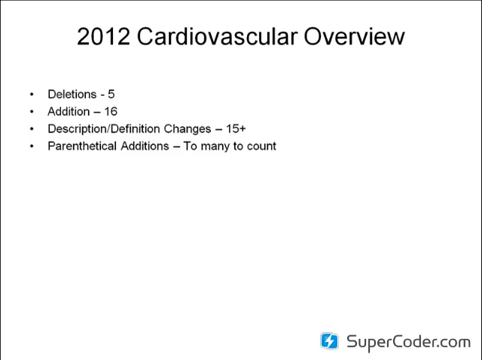 2012 Cardiovascular Overview
• Deletions - 5
• Addition – 16
• Description/Definition Changes – 15+
• Parenthetical Additions – To many to count
SuperCoder.com